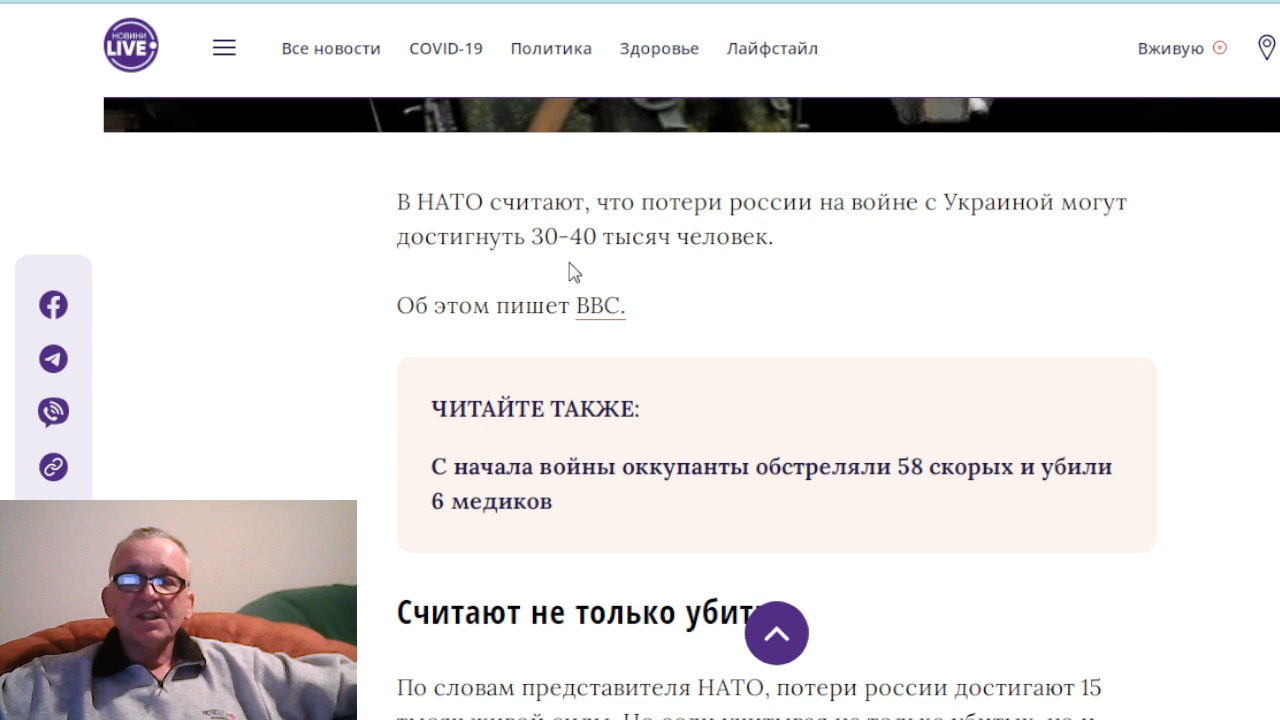 НОВИНИ
LIVE
Все новости COVID-19 Политика Здоровье Лайфстайл Вживую
В НАТО считают, что потери россии на войне с Украиной могут
достигнуть 30-40 тысяч человек.
Об этом пишет BBC.
ЧИТАЙТЕ ТАКЖЕ:
С начала войны оккупанты обстреляли 58 скорых и убили
6 медиков
Считают не только
По словам представителя НАТО, потери россии достигают 15